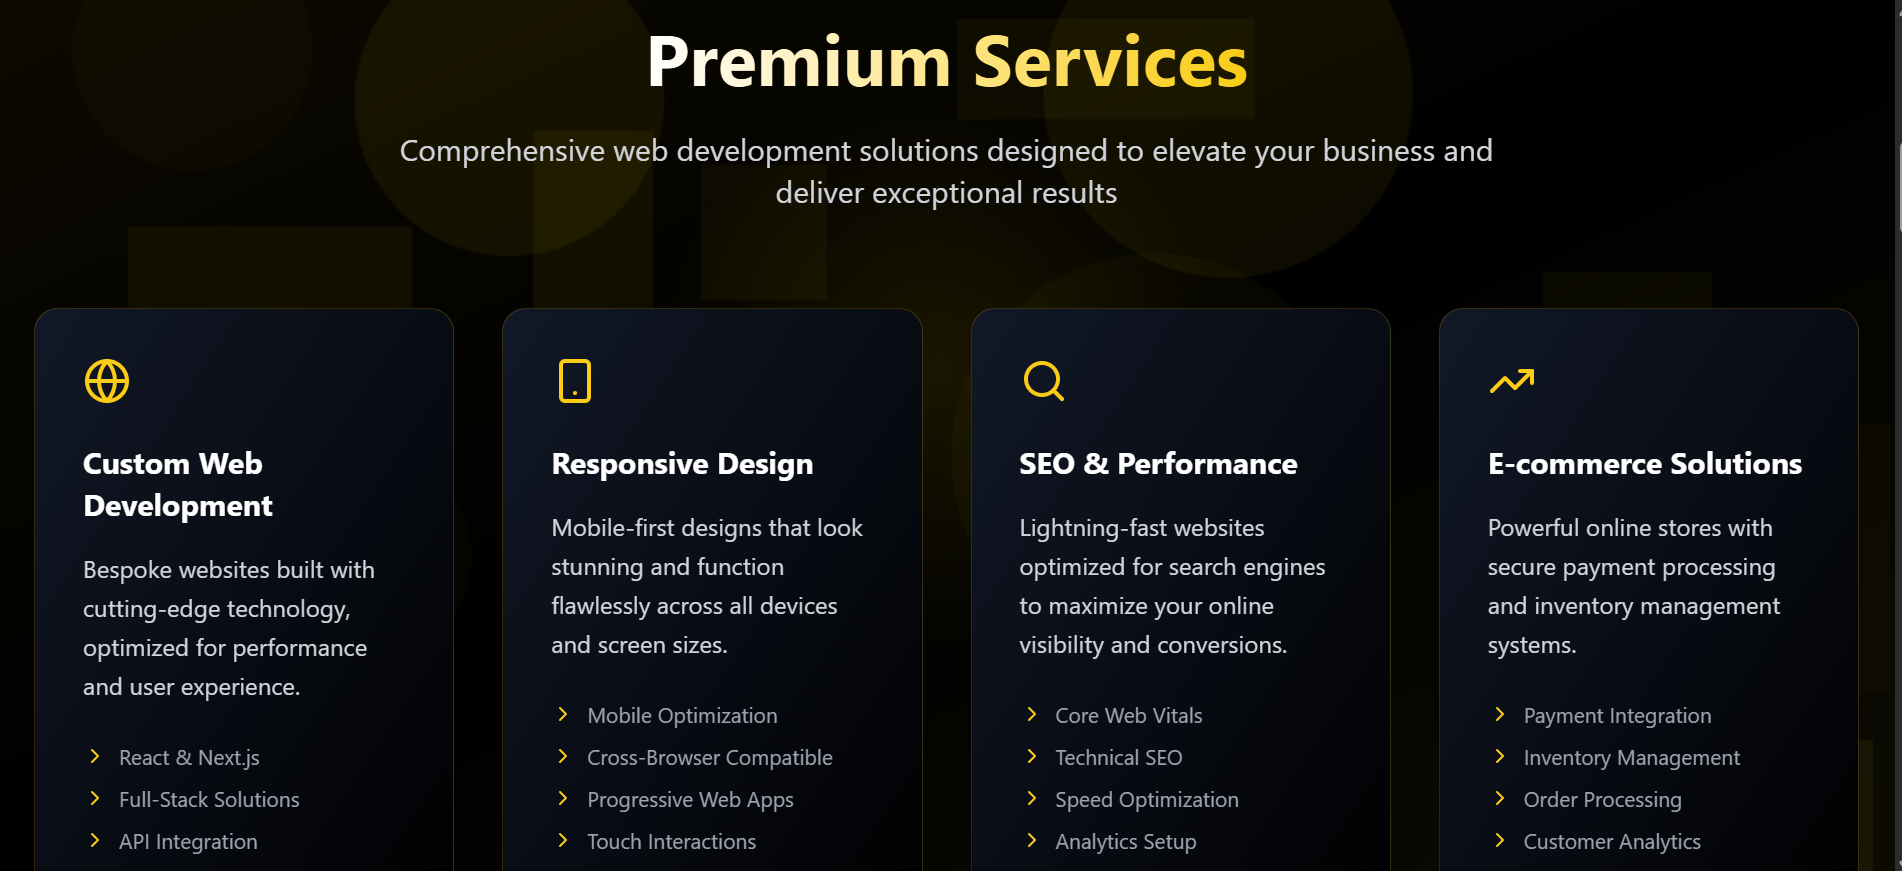 Premium Services
Comprehensive web development solutions designed to elevate your business and
deliver exceptional results
Custom Web
Development
Bespoke websites built with
cutting-edge technology,
optimized for performance
and user experience.
React & Next.js
Full-Stack Solutions
API Integration
Responsive Design
Mobile-first designs that look
stunning and function
flawlessly across all devices
and screen sizes.
Mobile Optimization
Cross-Browser Compatible
Progressive Web Apps
Touch Interactions
SEO & Performance
Lightning-fast websites
optimized for search engines
to maximize your online
visibility and conversions.
Core Web Vitals
Technical SEO
Speed Optimization
Analytics Setup
E-commerce Solutions
Powerful online stores with
secure payment processing
and inventory management
systems.
Payment Integration
Inventory Management
Order Processing
Customer Analytics